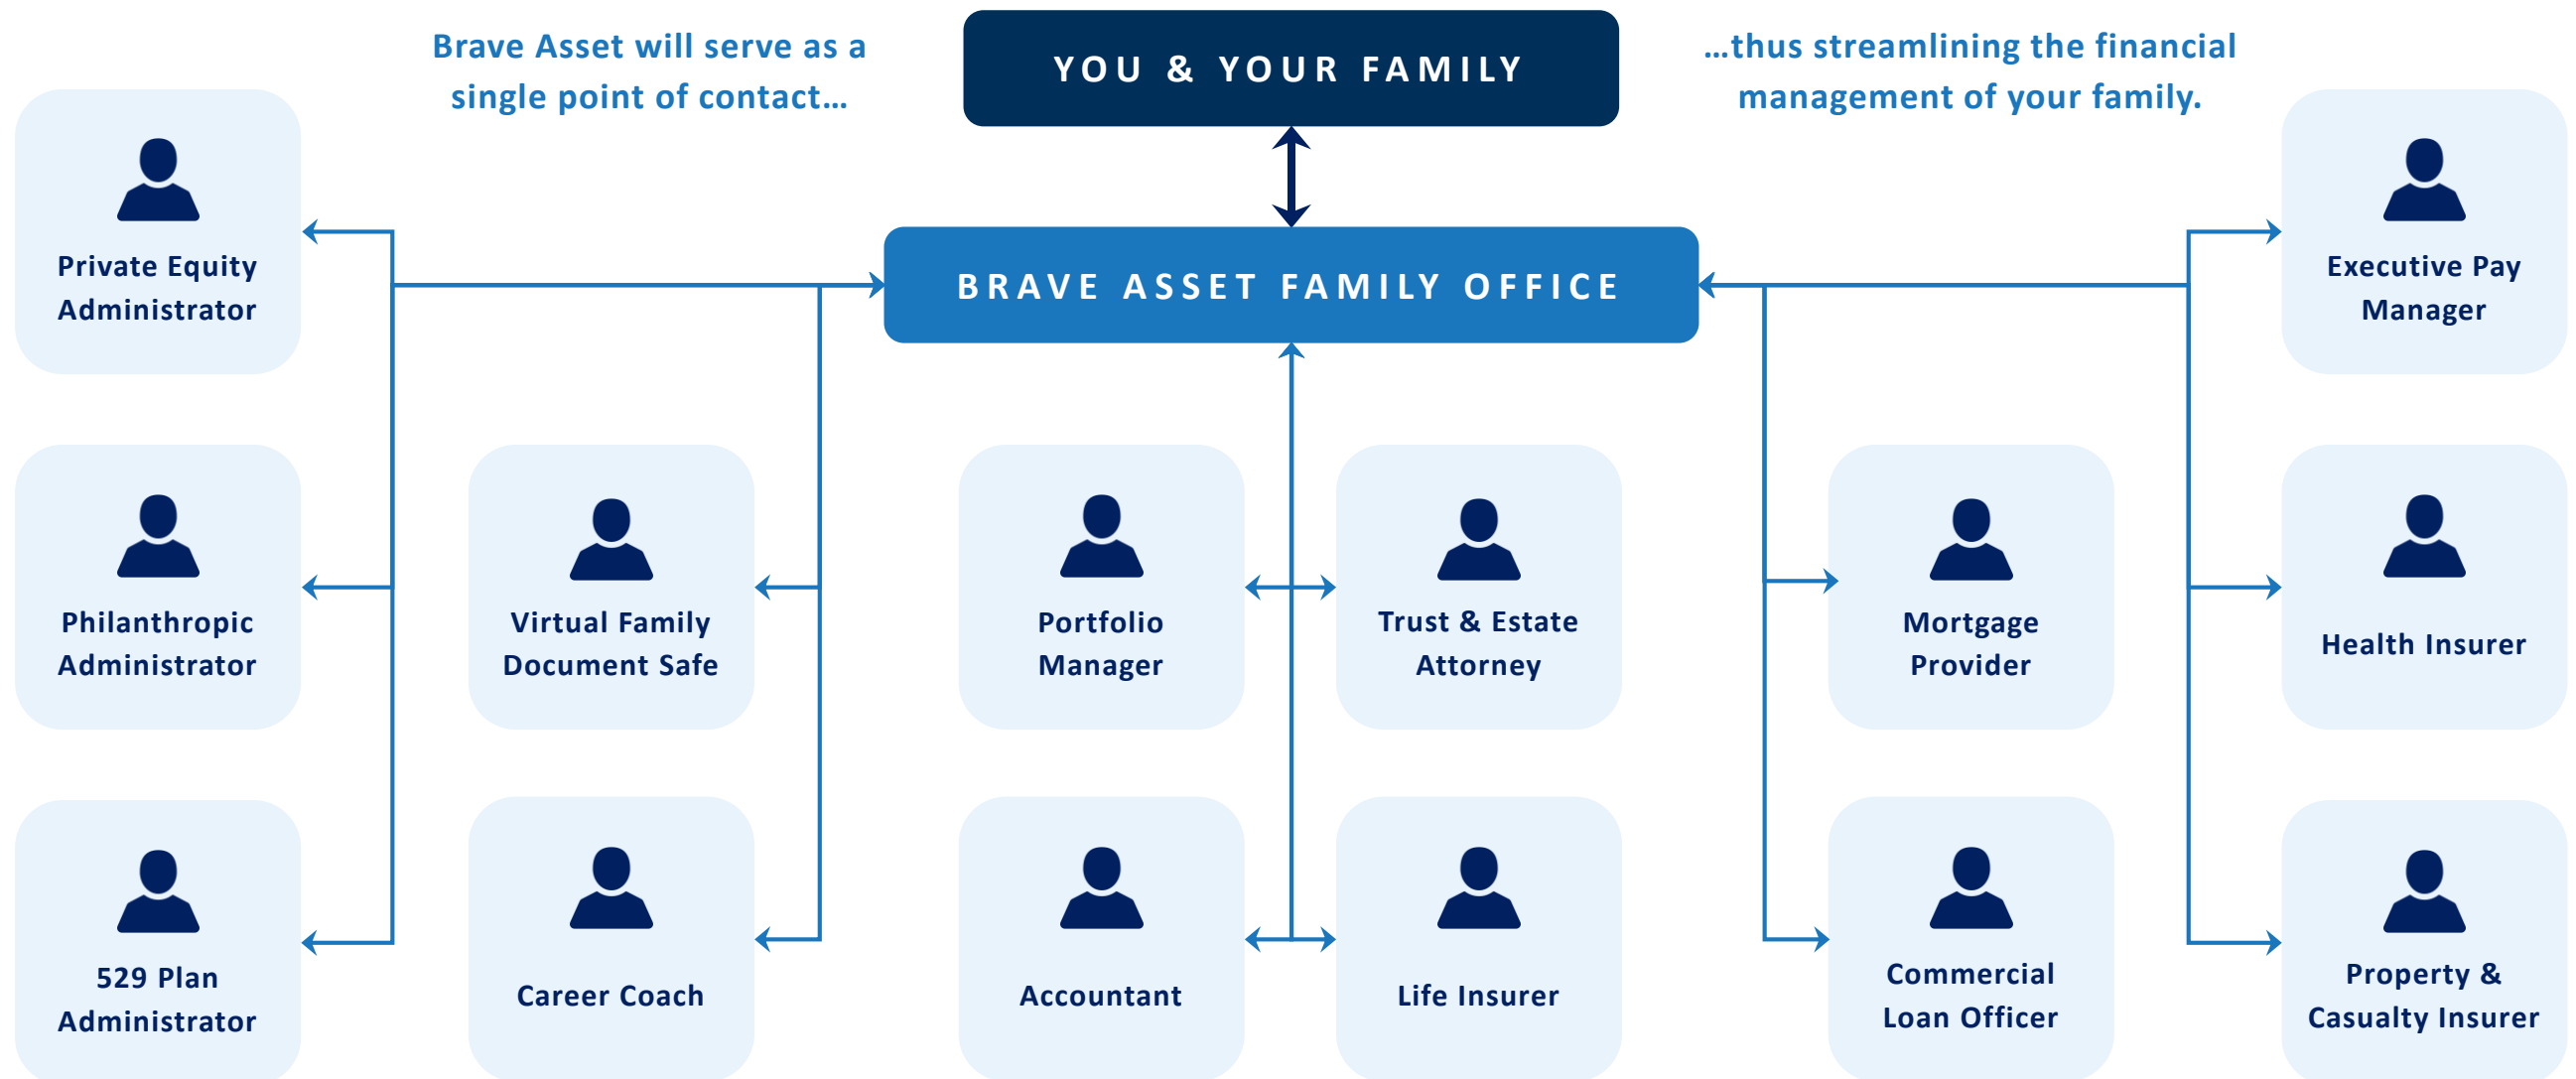 Brave Asset will serve as a
single point of contact…
YOU & YOUR FAMILY
…thus streamlining the financial
management of your family.
BRAVE ASSET FAMILY OFFICE
Private Equity
Administrator
Executive Pay
Manager
Philanthropic
Administrator
Virtual Family
Document Safe
Portfolio
Manager
Trust & Estate
Attorney
Mortgage
Provider
Health Insurer
529 Plan
Administrator
Career Coach
Accountant
Life Insurer
Commercial
Loan Officer
Property &
Casualty Insurer